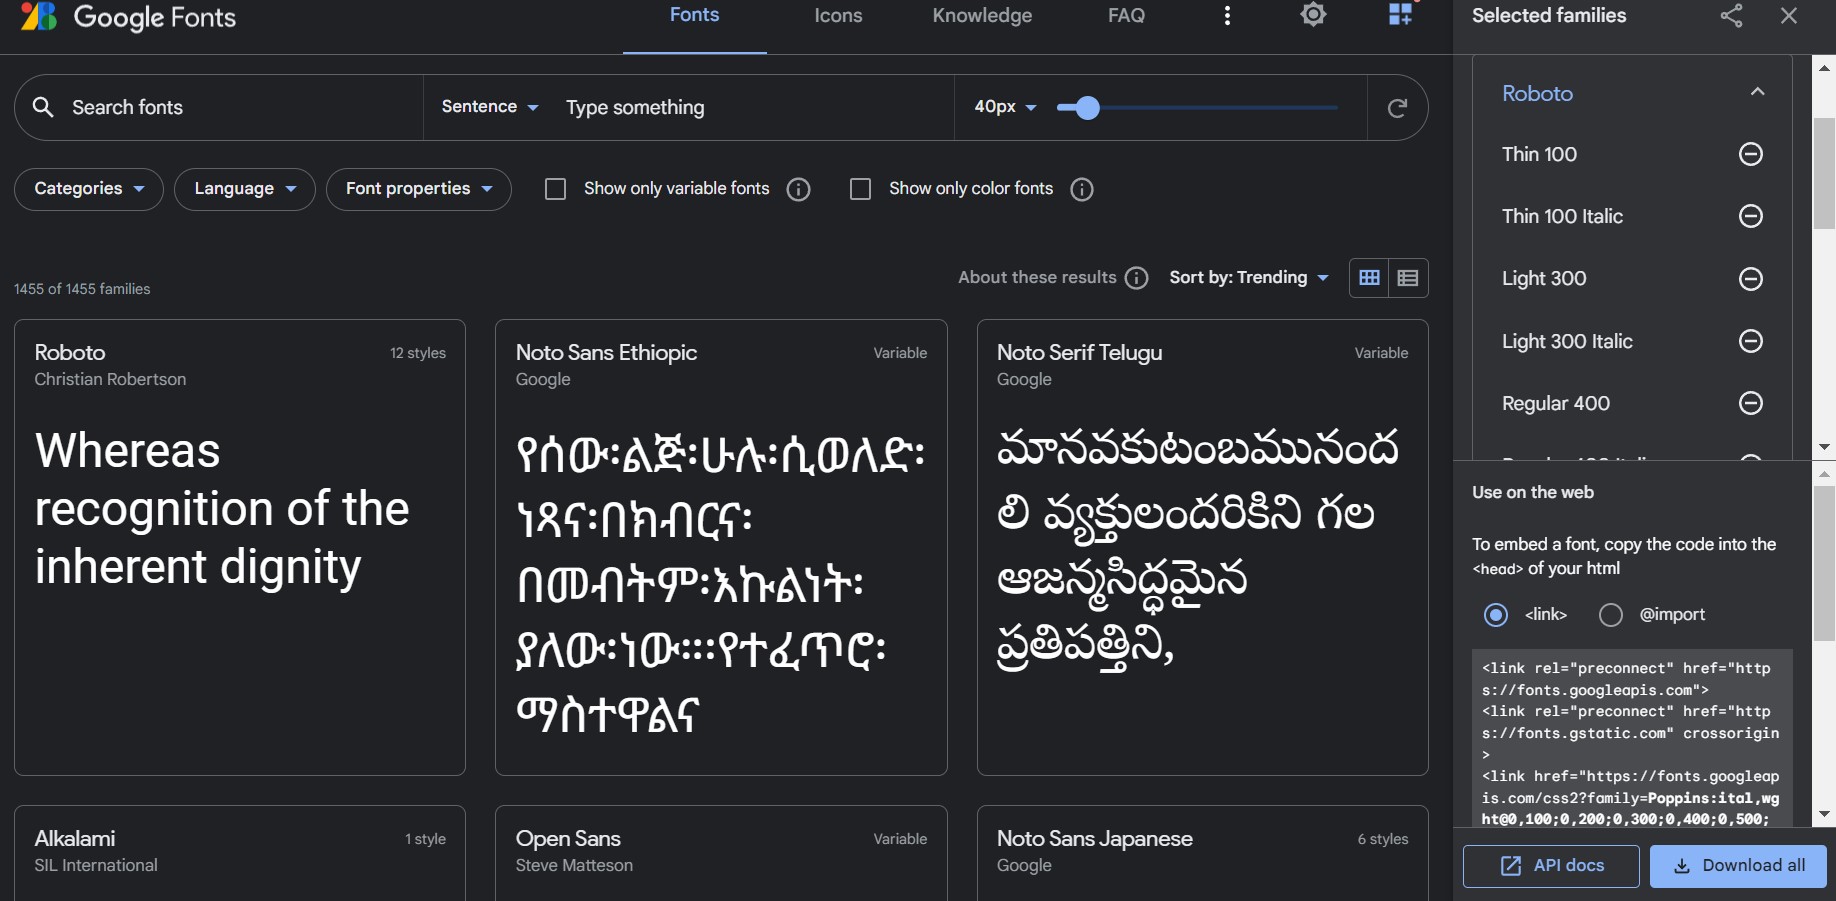 Google Fonts
Fonts
Icons
Knowledge
FAQ
Search fonts
Sentence
Type something
40px
Categories
Language
Font properties
Show only variable fonts
Show only color fonts
1455 of 1455 families
About these results
Sort by: Trending
Roboto
12 styles
Christian Robertson
Whereas
recognition of the
inherent dignity
Noto Sans Ethiopic
Variable
Google
የሰው፡ልጅ፡ሁሉ፡ሲወለድ፡
ነጻና፡በክብርና፡
በመብትም፡እኩልነት፡
ያለው፡ነው፡፡፡የተፈጥሮ፡
ማስተዋልና
Noto Serif Telugu
Variable
Google
మానవకుటంబమునంద
లి వ్యక్తులందరికిని గల
ఆజన్మసిద్ధమైన
ప్రతిపత్తిని,
Alkalami
1 style
SIL International
Open Sans
Variable
Steve Matteson
Noto Sans Japanese
6 styles
Google
Selected families
Roboto
Thin 100
Thin 100 Italic
Light 300
Light 300 Italic
Regular 400
Use on the web
To embed a font, copy the code into the
<head> of your html
<link>
@import
<link rel="preconnect" href="http
s://fonts.googleapis.com">
<link rel="preconnect" href="http
s://fonts.gstatic.com" crossorigin
>
<link href="https://fonts.googleap
is.com/css2?family=Poppins:ital,wg
ht@0,100;0,200;0,300;0,400;0,500;
API docs
Download all